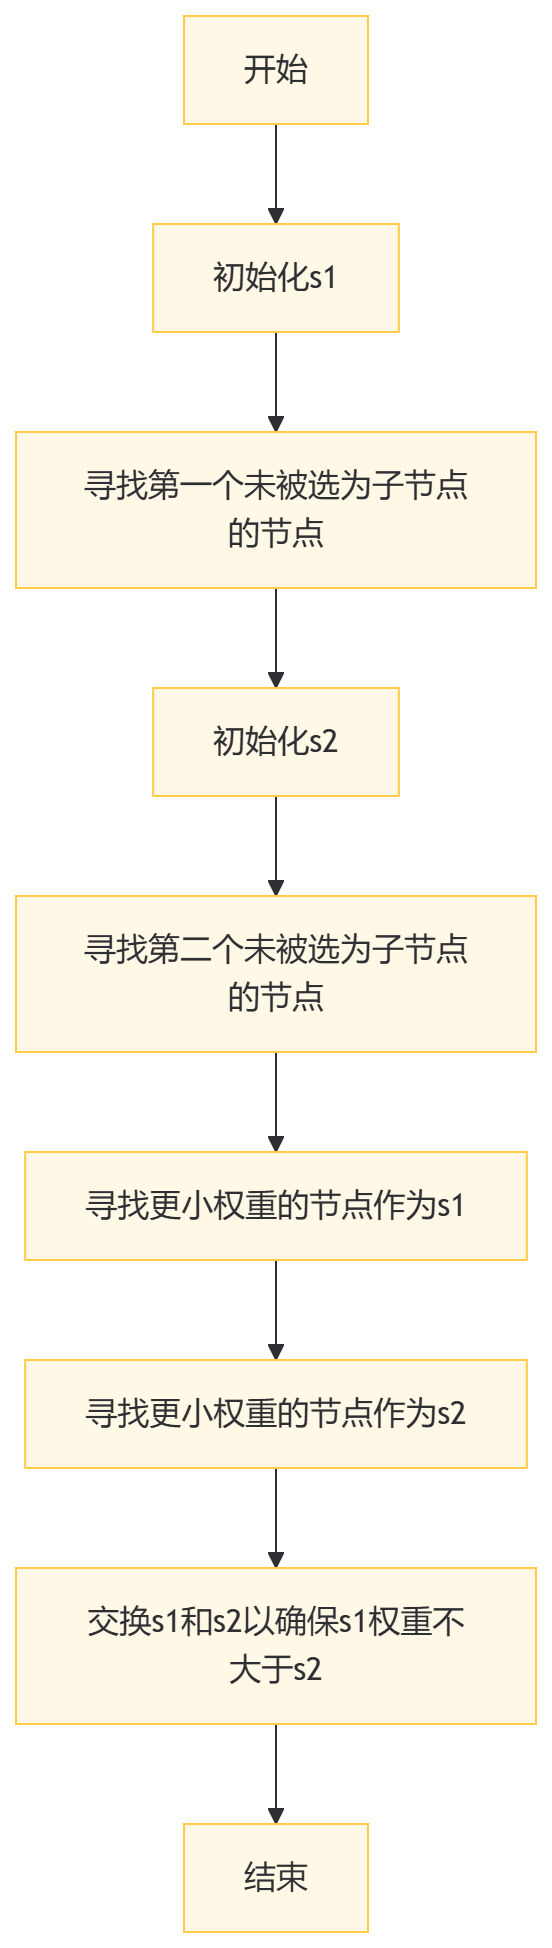 开始
初始化s1
寻找第一个未被选为子节点
的节点
初始化s2
寻找第二个未被选为子节点
的节点
寻找更小权重的节点作为s1
寻找更小权重的节点作为s2
交换s1和s2以确保s1权重不
大于s2
结束